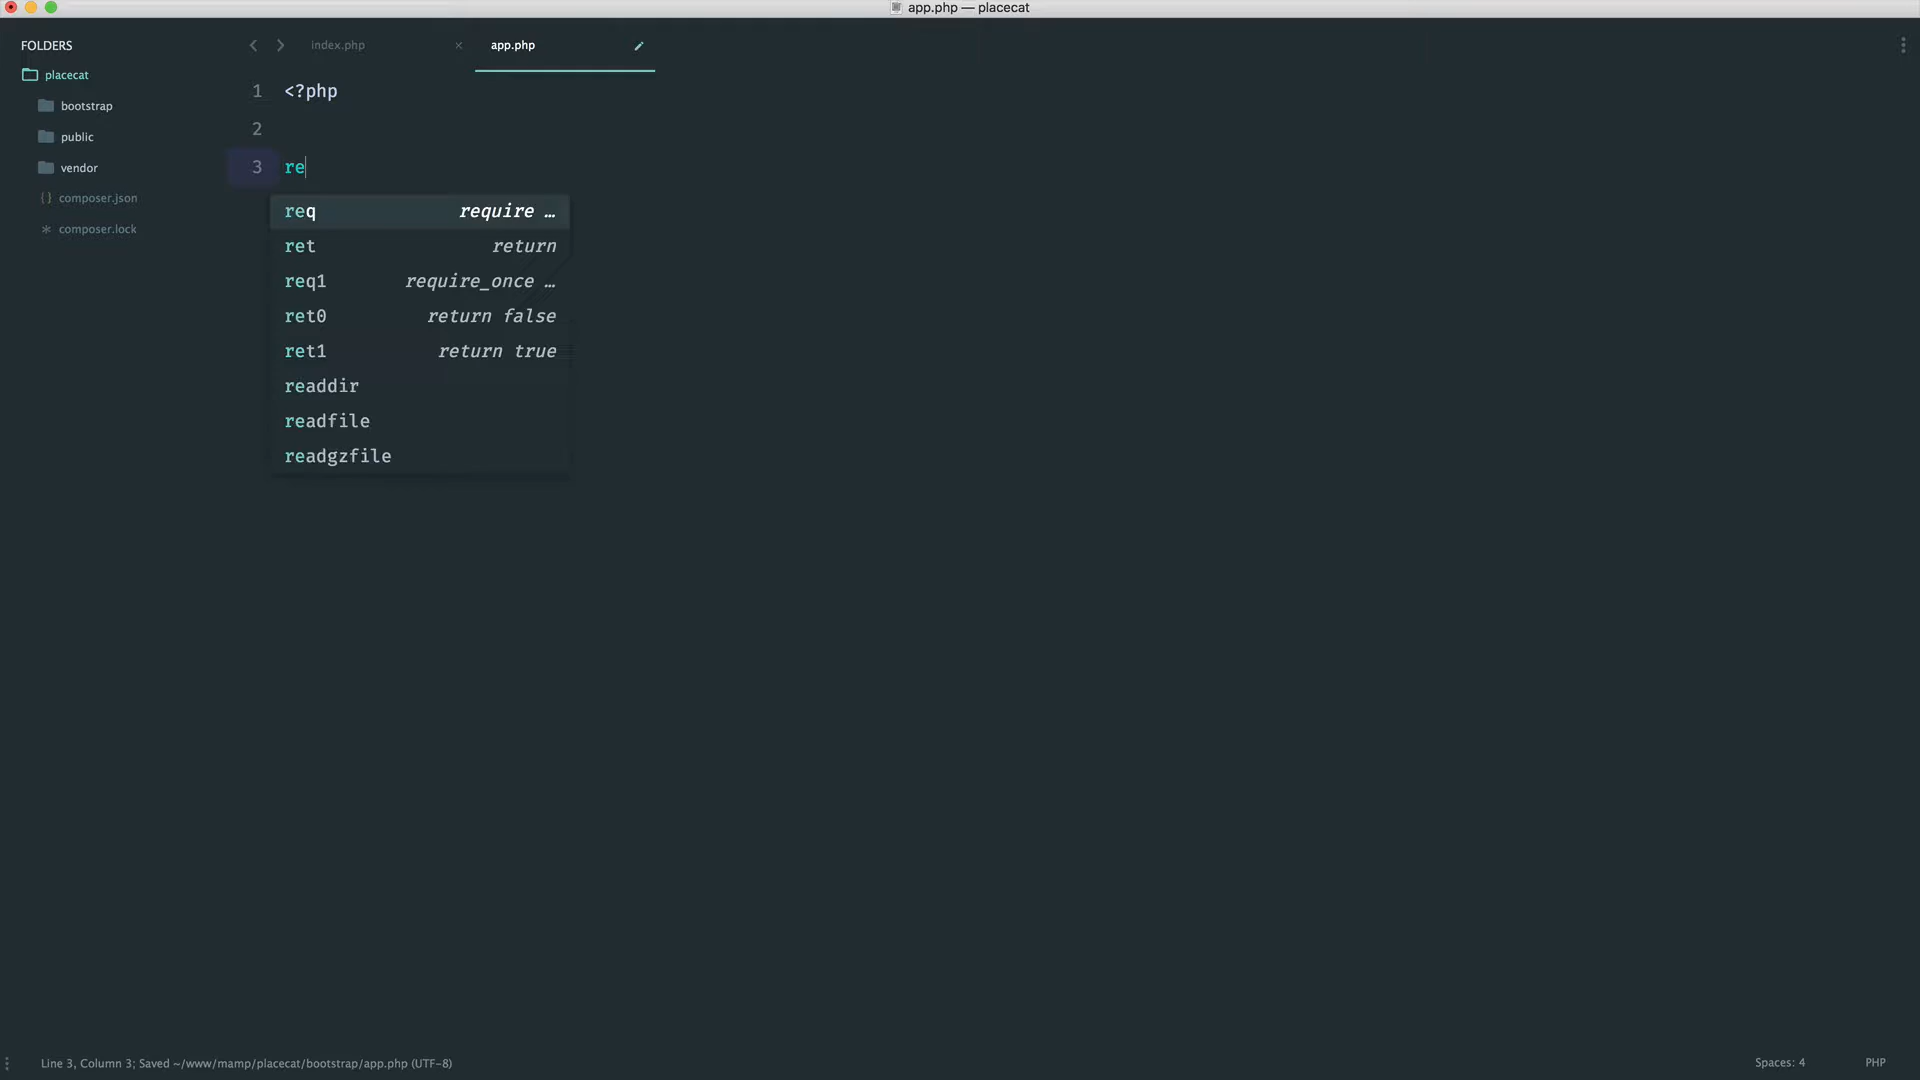 app.php — placecat
FOLDERS
placecat
bootstrap
public
vendor
{} composer.json
* composer.lock
index.php ×
app.php
1 <?php
2
3 re
req require …
ret return
req1 require_once …
ret0 return false
ret1 return true
readdir
readfile
readgzfile
Line 3, Column 3; Saved ~/www/mamp/placecat/bootstrap/app.php (UTF-8)
Spaces: 4
PHP